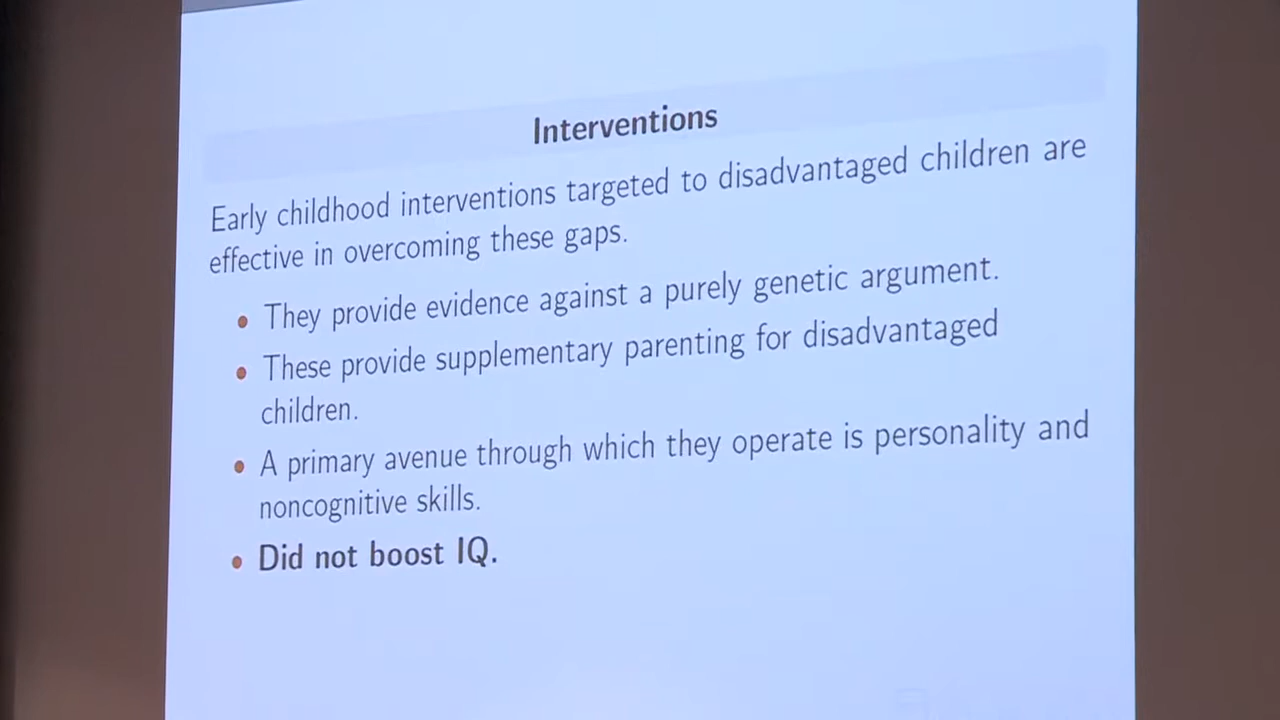 Interventions
Early childhood interventions targeted to disadvantaged children are
effective in overcoming these gaps.
• They provide evidence against a purely genetic argument.
• These provide supplementary parenting for disadvantaged
children.
• A primary avenue through which they operate is personality and
noncognitive skills.
• Did not boost IQ.